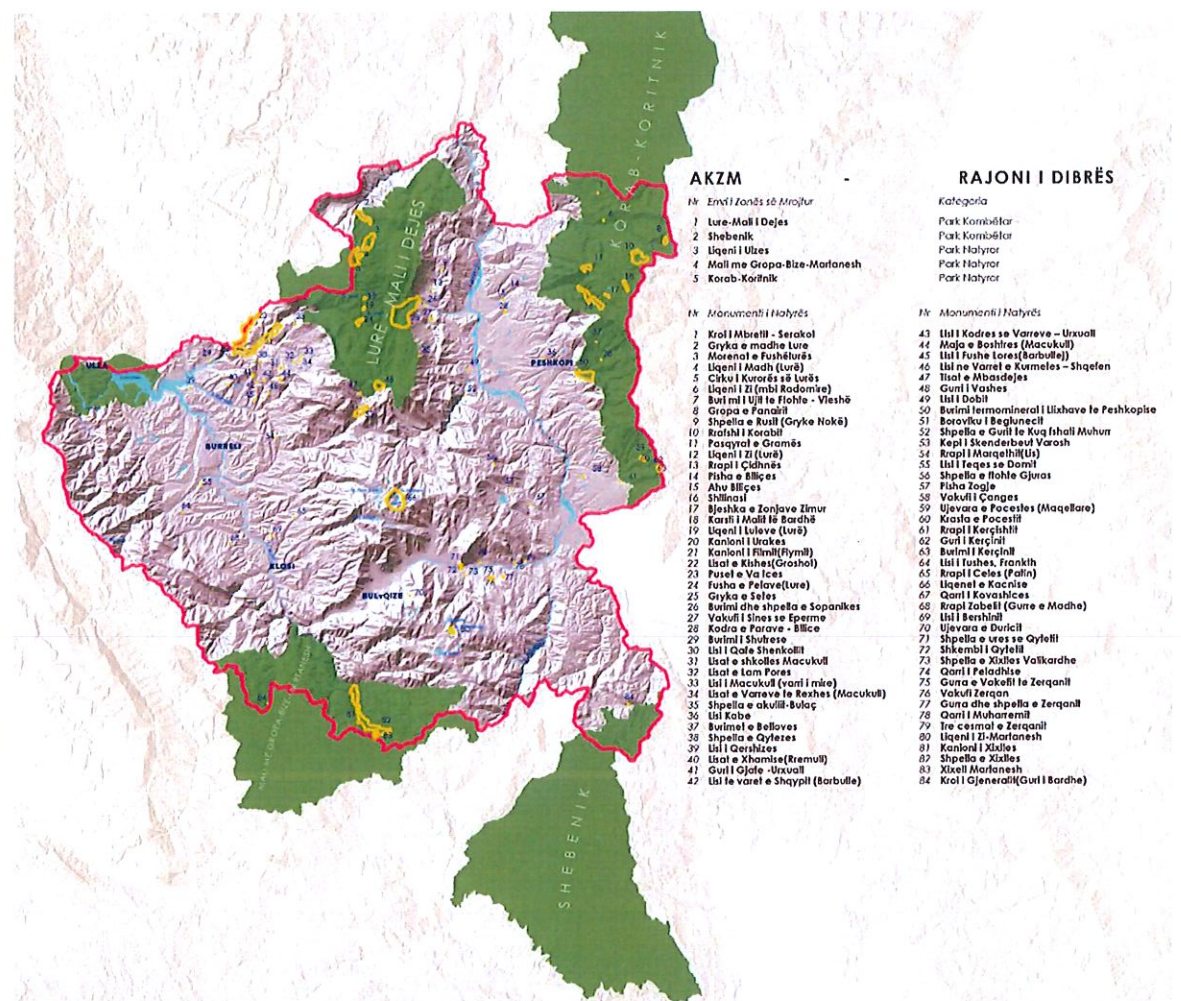 KORAB-KORITNIK
LURE-MALI I DEJES
ULZA
PESHKOPI
BURRELI
KLOSI
BULQIZE
SHEBENIK
AKZM - RAJONI I DIBRËS
Nr Emri i Zonës së Mrojtur Kategoria
1 Lure-Mali i Dejes Park Kombëtar
2 Shebenik Park Kombëtar
3 Liqeni i Ulzes Park Natyror
4 Mali me Gropa-Bize-Martanesh Park Natyror
5 Korab-Koritnik Park Natyror
Nr Monumenti i Natyrës
1 Kroi i Mbretit - Serakol
2 Gryka e madhe Lure
3 Morenat e Fushëlurës
4 Liqeni i Madh (Lurë)
5 Cirku i Kurorës së Lurës
6 Liqeni i Zi (mbi Radomire)
7 Burimi i Ujit te Ftohte - Vleshë
8 Gropa e Panairit
9 Shpella e Rusit (Gryke Nokë)
10 Rrafshi i Korabit
11 Pasqyrat e Gramës
12 Liqeni i Zi (Lurë)
13 Rrapi i Çidhnës
14 Pisha e Bliçes
15 Ahu Bliçes
16 Shllinasi
17 Bjeshka e Zonjave Zimur
18 Karsti i Malit të Bardhë
19 Liqeni i Luleve (Lurë)
20 Kanioni i Urakes
21 Kanioni i Filmit(Flymit)
22 Lisat e Kishes(Groshol)
23 Puset e Va Ices
24 Fusha e Pelave(Lure)
25 Gryka e Setes
26 Burimi dhe shpella e Sopanikes
27 Vakufi i Sines se Eperme
28 Kodra e Parave - Bllice
29 Burimi i Shutrese
30 Lisi i Qafe Shenkollit
31 Lisat e shkolles Macukull
32 Lisat e Lam Pores
33 Lisi i Macukull (varri i mire)
34 Lisat e Varreve te Rexhes (Macukull)
35 Shpella e akullit-Bulaç
36 Lisi Kabe
37 Burimet e Belloves
38 Shpella e Qytezes
39 Lisi i Qershizes
40 Lisat e Xhamise(Rremull)
41 Guri i Gjate -Urxuall
42 Lisi te varet e Shqypit (Barbulle)
Nr Monumenti i Natyrës
43 Lisi i Kodres se Varreve – Urxuall
44 Maja e Boshtres (Macukull)
45 Lisi i Fushe Lores(Barbullej)
46 Lisi ne Varret e Kurmeles – Shqefen
47 Tisat e Mbasdejes
48 Gurri i Vashes
49 Lisi i Dobit
50 Burimi termomineral i Llixhave te Peshkopise
51 Boroviku i Begjunecit
52 Shpella e Gurit te Kuq fshati Muhurr
53 Kepi i Skenderbeut Varosh
54 Rrapi i Marqethit(Lis)
55 Lisi i Teqes se Domit
56 Shpella e ftohte Gjuras
57 Pisha Zogje
58 Vakufi i Çanges
59 Ujevara e Pocestes (Maqellare)
60 Krasta e Pocestit
61 Rrapi i Kerçishtit
62 Guri i Kerçinit
63 Burimi i Kerçinit
64 Lisi i Tushes, Frankth
65 Rrapi i Celes (Patin)
66 Liqenet e Kacnise
67 Qarri i Kovashices
68 Rrapi Zabelit (Gurre e Madhe)
69 Lisi i Bershinit
70 Ujevara e Duricit
71 Shpella e ures se Qytetit
72 Shkembi i Qytetit
73 Shpella e Xixlles Valikardhe
74 Qarri i Peladhise
75 Gurra e Vakefit te Zerqanit
76 Vakufi Zerqan
77 Gurra dhe shpella e Zerqanit
78 Qarri i Muharremit
79 Tre cesmat e Zerqanit
80 Liqeni i Zi-Martanesh
81 Kanioni i Xixlles
82 Shpella e Xixlles
83 Xixell Martanesh
84 Kroi i Gjeneralit(Guri i Bardhe)